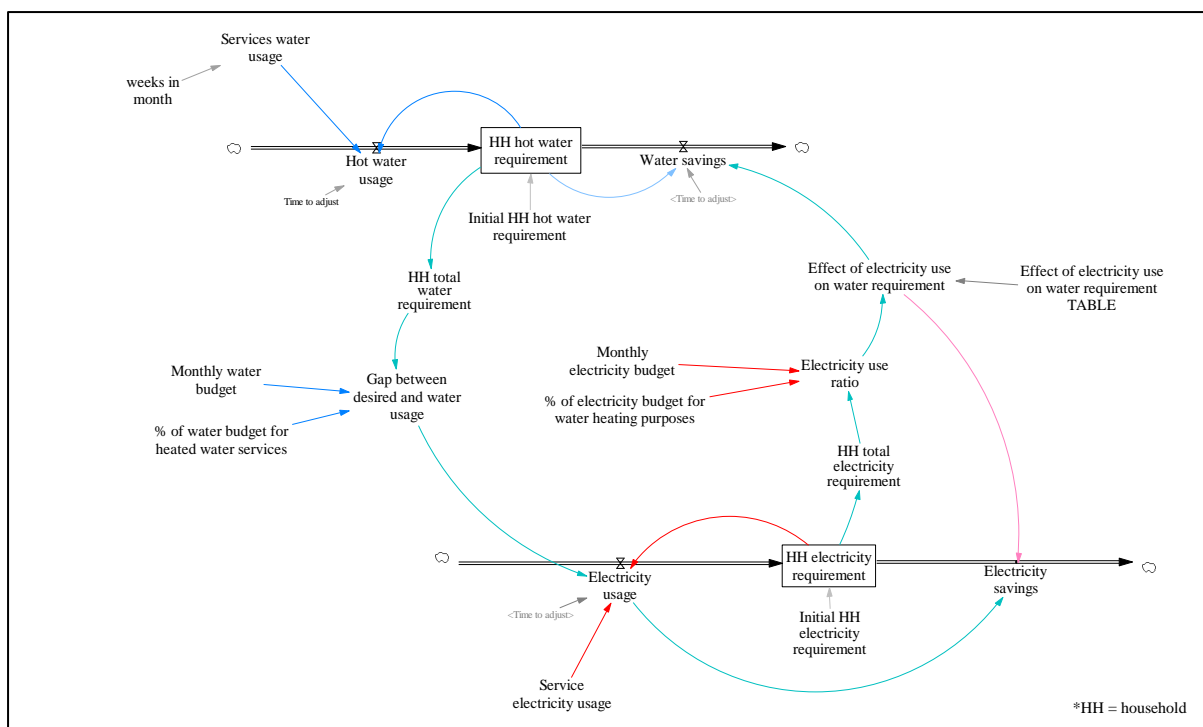 Services water
usage
weeks in
month
HH hot water
requirement
Hot water
usage
Water savings
Time to adjust
<Time to adjust>
Initial HH hot water
requirement
HH total
water
requirement
Effect of electricity use
on water requirement
Effect of electricity use
on water requirement
TABLE
Monthly
electricity budget
Electricity use
ratio
Monthly water
budget
Gap between
desired and water
usage
% of electricity budget for
water heating purposes
% of water budget for
heated water services
HH total
electricity
requirement
HH electricity
requirement
Electricity
usage
Electricity
savings
<Time to adjust>
Initial HH
electricity
requirement
Service
electricity usage
*HH = household